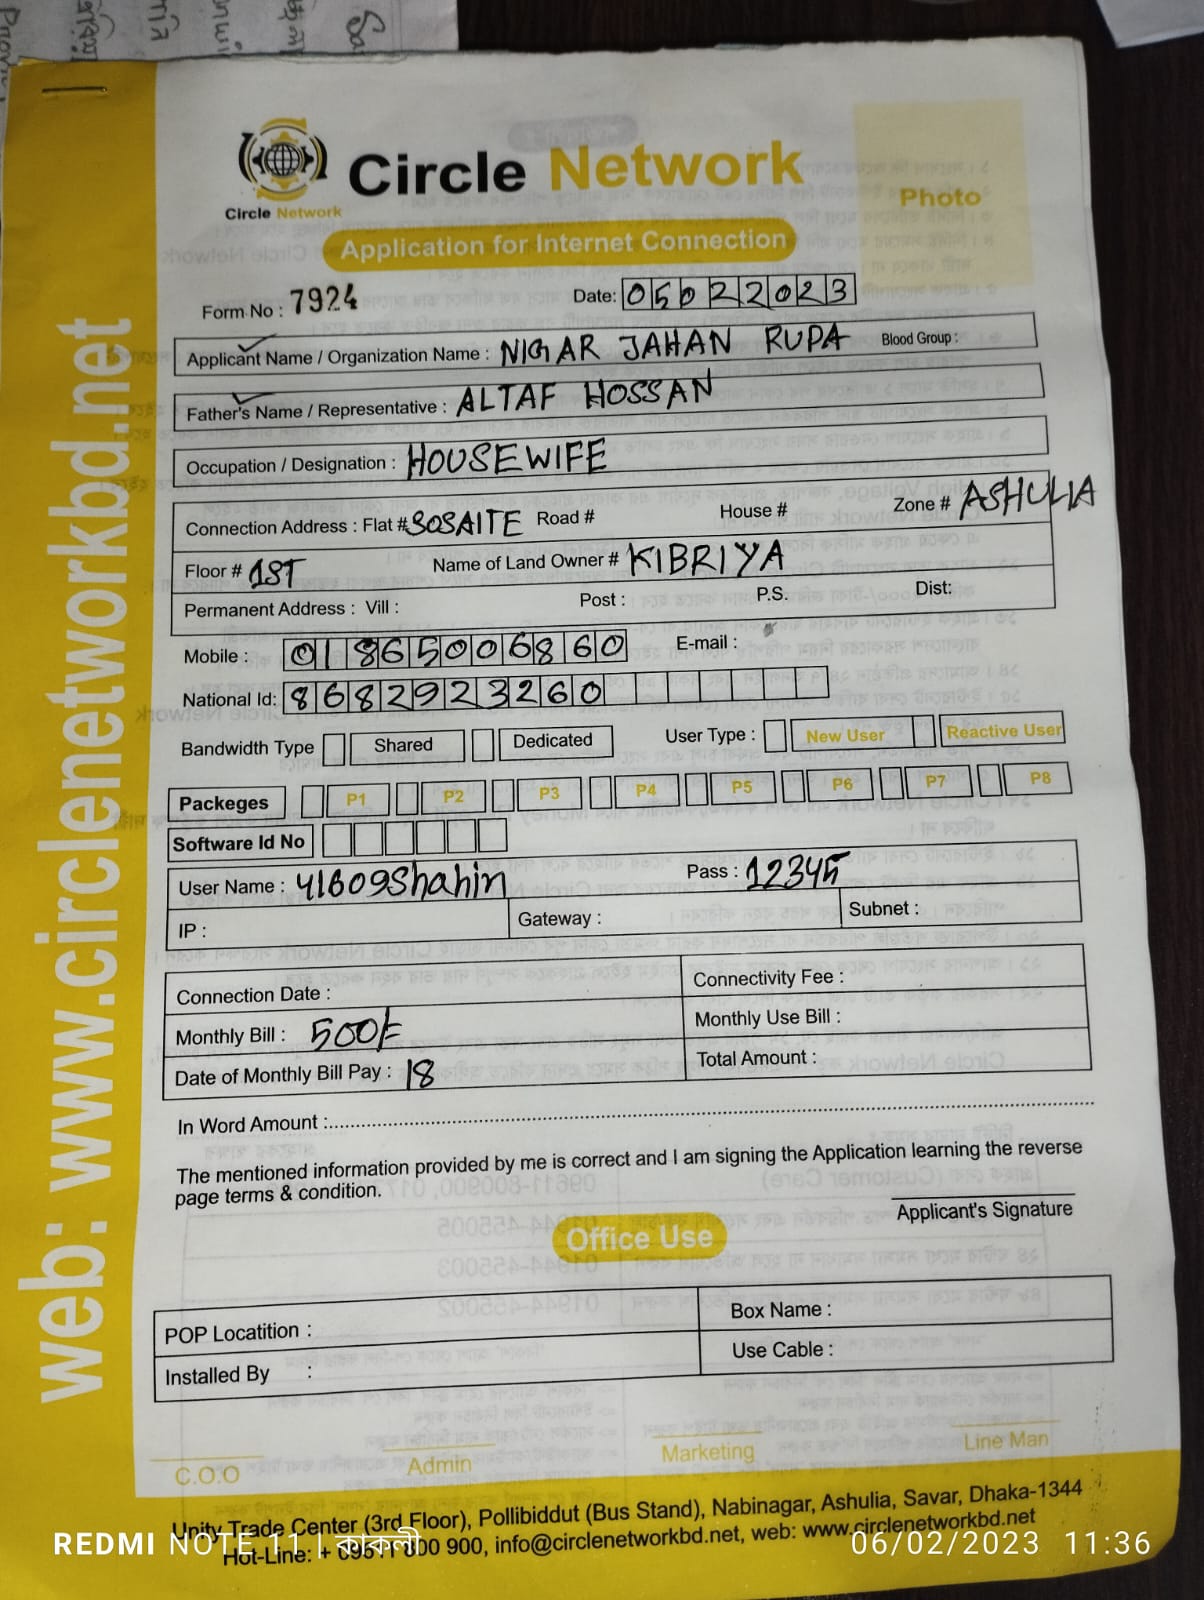 Circle Network
Circle Network
Photo
Application for Internet Connection
Form No : 7924
Date: 05022023
Applicant Name / Organization Name : NIGAR JAHAN RUPA Blood Group :
Father's Name / Representative : ALTAF HOSSAN
Occupation / Designation : HOUSEWIFE
Connection Address : Flat # SOSAITE Road # House # Zone # ASHULIA
Floor # 1ST Name of Land Owner # KIBRIYA
Permanent Address : Vill : Post : P.S. Dist:
Mobile : 01865006860 E-mail :
National Id: 8682923260
Bandwidth Type Shared Dedicated User Type : New User Reactive User
Packeges P1 P2 P3 P4 P5 P6 P7 P8
Software Id No
User Name : 41609Shahin Pass : 12345
IP : Gateway : Subnet :
Connection Date : Connectivity Fee :
Monthly Bill : 500/= Monthly Use Bill :
Date of Monthly Bill Pay : 18 Total Amount :
In Word Amount :
The mentioned information provided by me is correct and I am signing the Application learning the reverse
page terms & condition.
Applicant's Signature
Office Use
POP Locatition : Box Name :
Installed By : Use Cable :
C.O.O Admin Marketing Line Man
Unity Trade Center (3rd Floor), Pollibiddut (Bus Stand), Nabinagar, Ashulia, Savar, Dhaka-1344
Hot-Line: + 09611 800 900, info@circlenetworkbd.net, web: www.circlenetworkbd.net
web: www.circlenetworkbd.net
REDMI NOTE 11 | কাকলী
06/02/2023 11:36